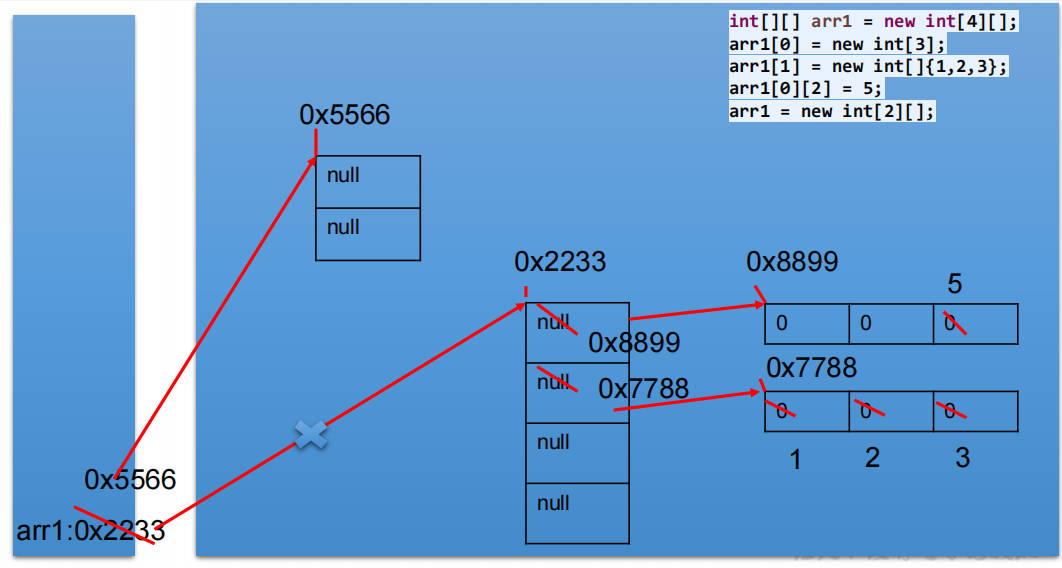 int[][] arr1 = new int[4][];
arr1[0] = new int[3];
arr1[1] = new int[]{1,2,3};
arr1[0][2] = 5;
arr1 = new int[2][];
0x5566
null
null
0x2233
0x8899
5
null
0 0 0
0x8899
0x7788
null
0x7788
0 0 0
null
1 2 3
0x5566
null
arr1:0x2233